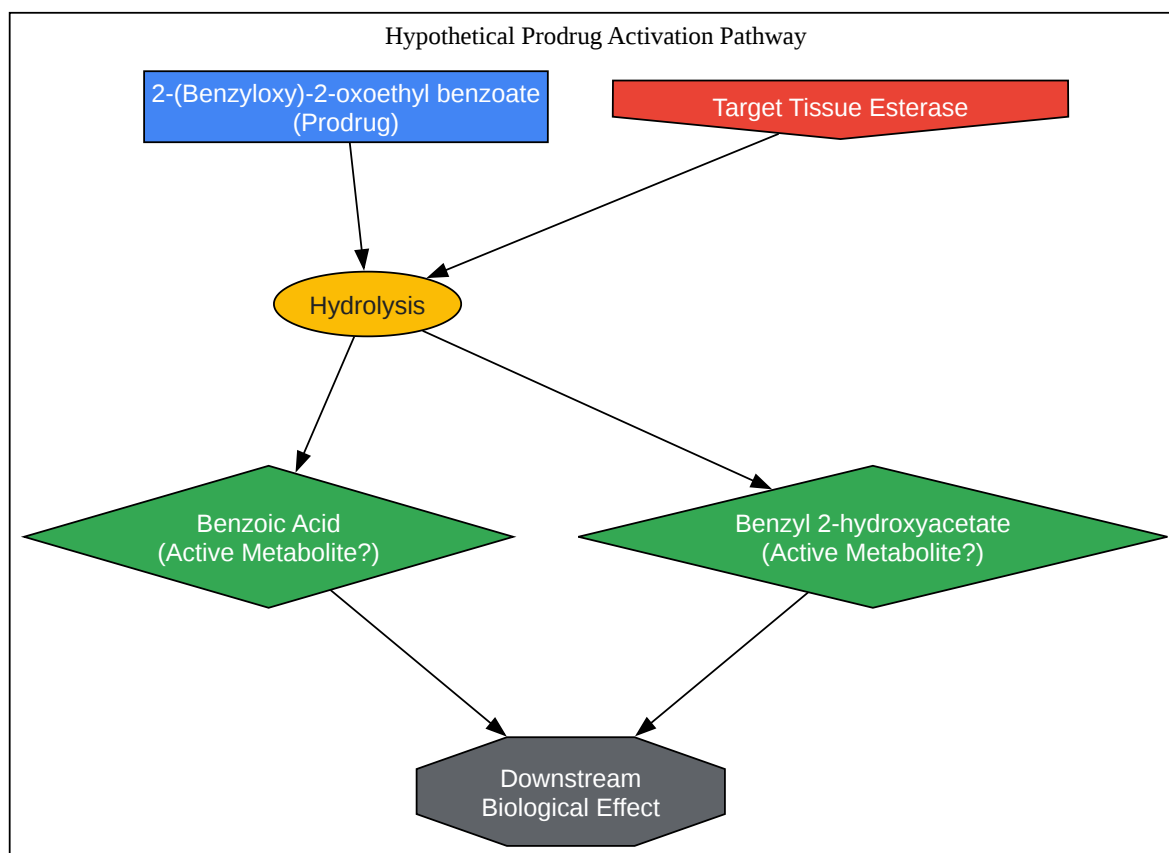 Hypothetical Prodrug Activation Pathway
2-(Benzyloxy)-2-oxoethyl benzoate
(Prodrug)
Target Tissue Esterase
Hydrolysis
Benzoic Acid
(Active Metabolite?)
Benzyl 2-hydroxyacetate
(Active Metabolite?)
Downstream
Biological Effect